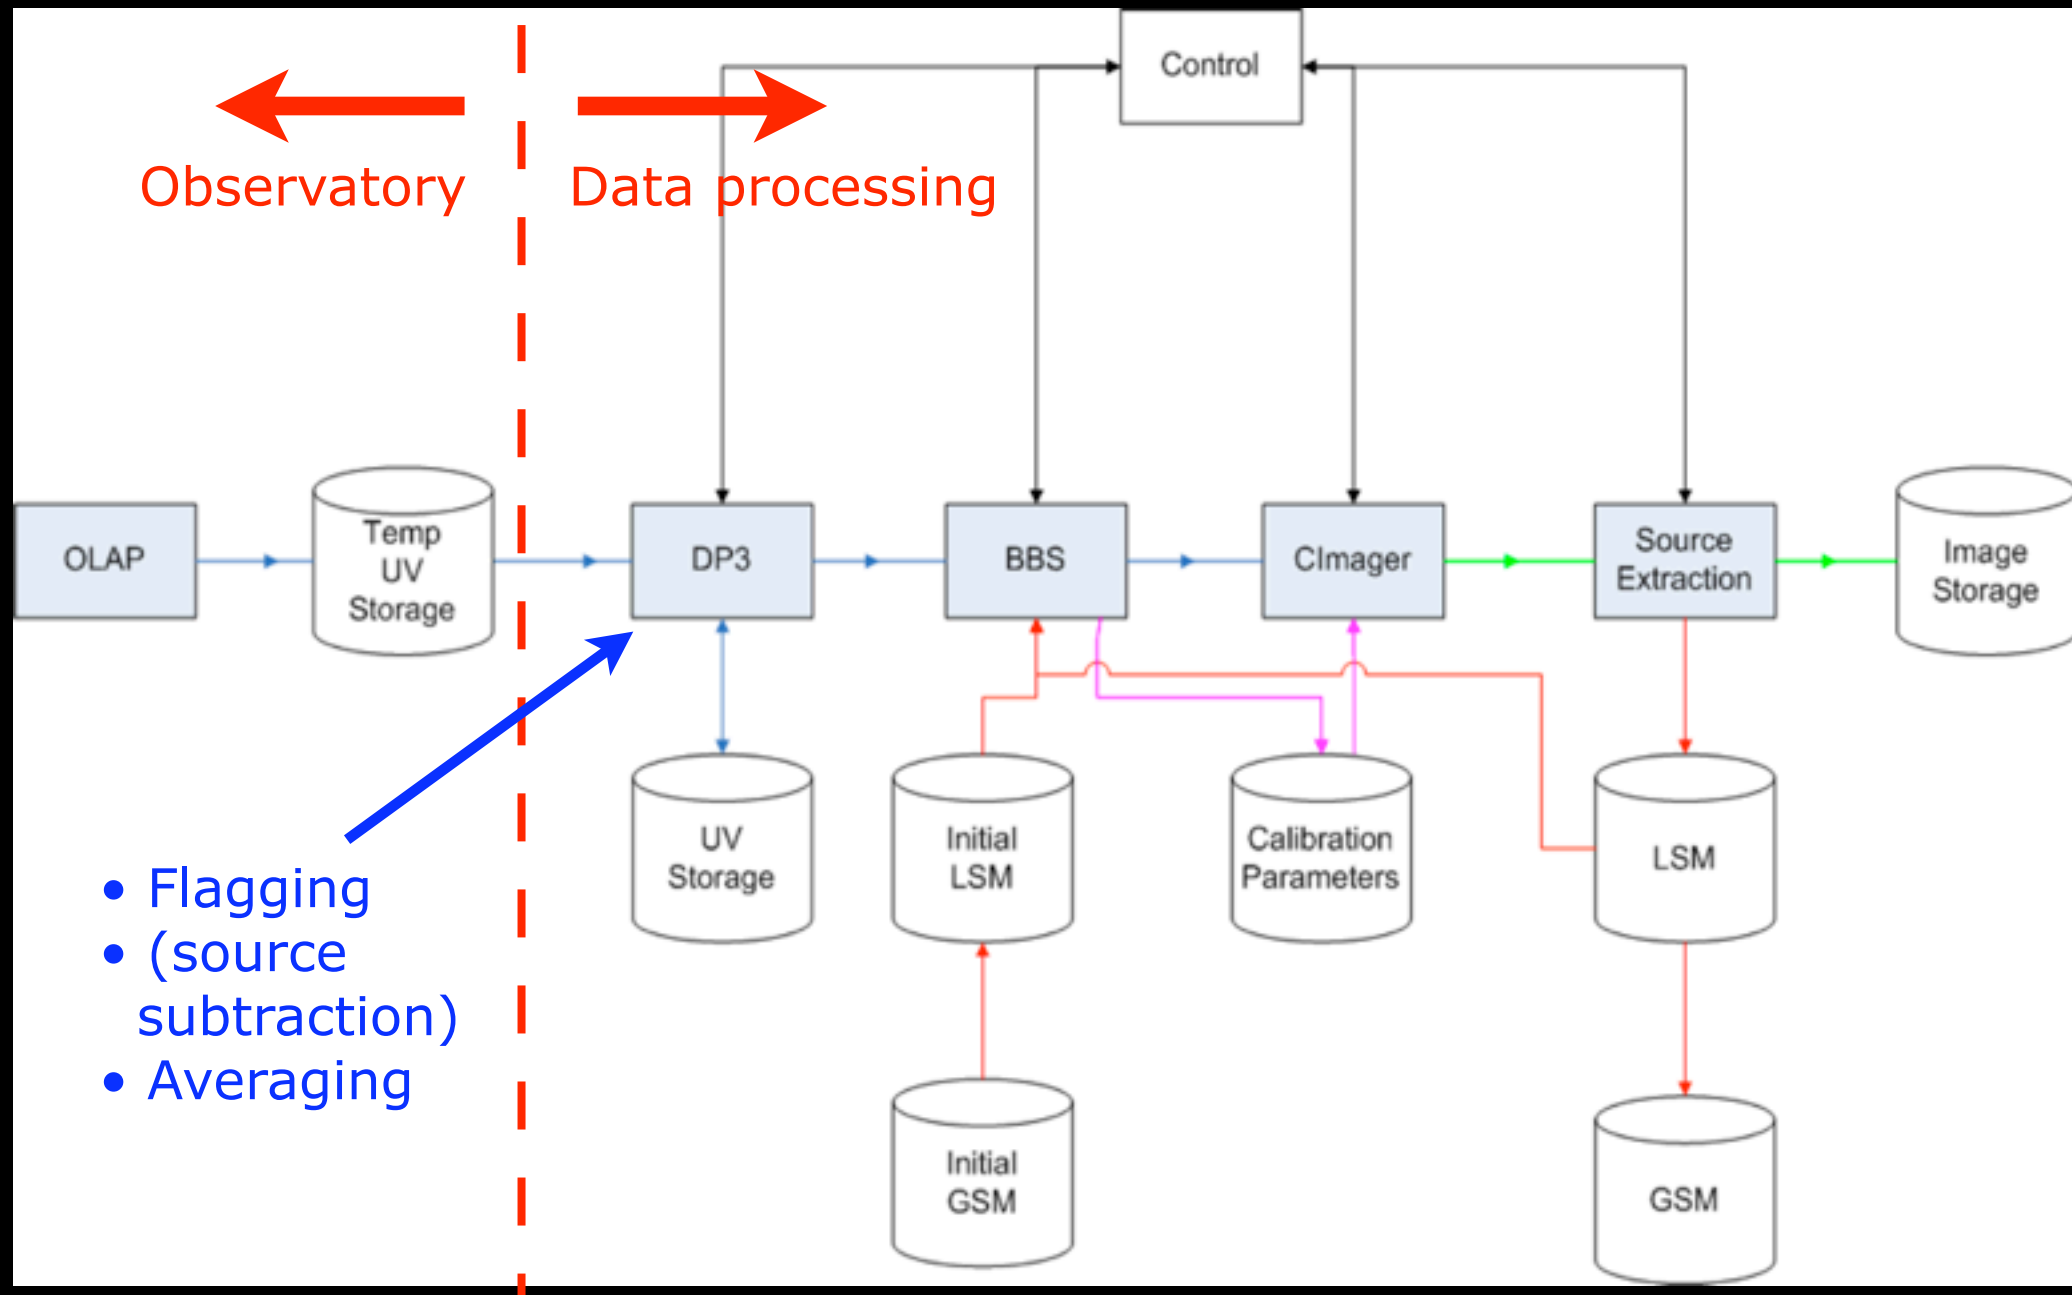 Control
Observatory
Data processing
OLAP
Temp
UV
Storage
DP3
BBS
CImager
Source
Extraction
Image
Storage
UV
Storage
Initial
LSM
Calibration
Parameters
LSM
• Flagging
• (source
subtraction)
• Averaging
Initial
GSM
GSM